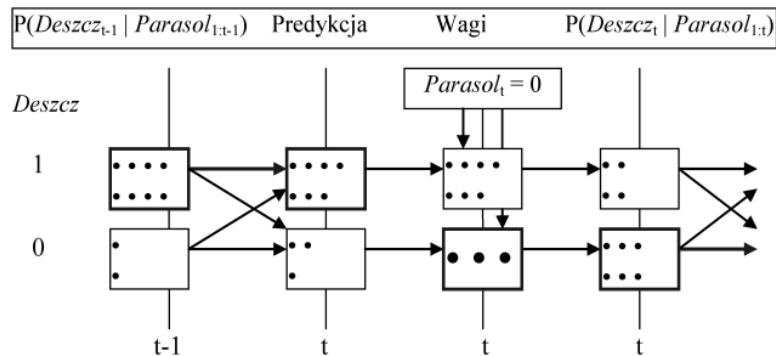 P(Deszczt-1 | Parasol1:t-1) Predykcja Wagi P(Deszczt | Parasol1:t)
Parasolt = 0
Deszcz
1
0
t-1 t t t